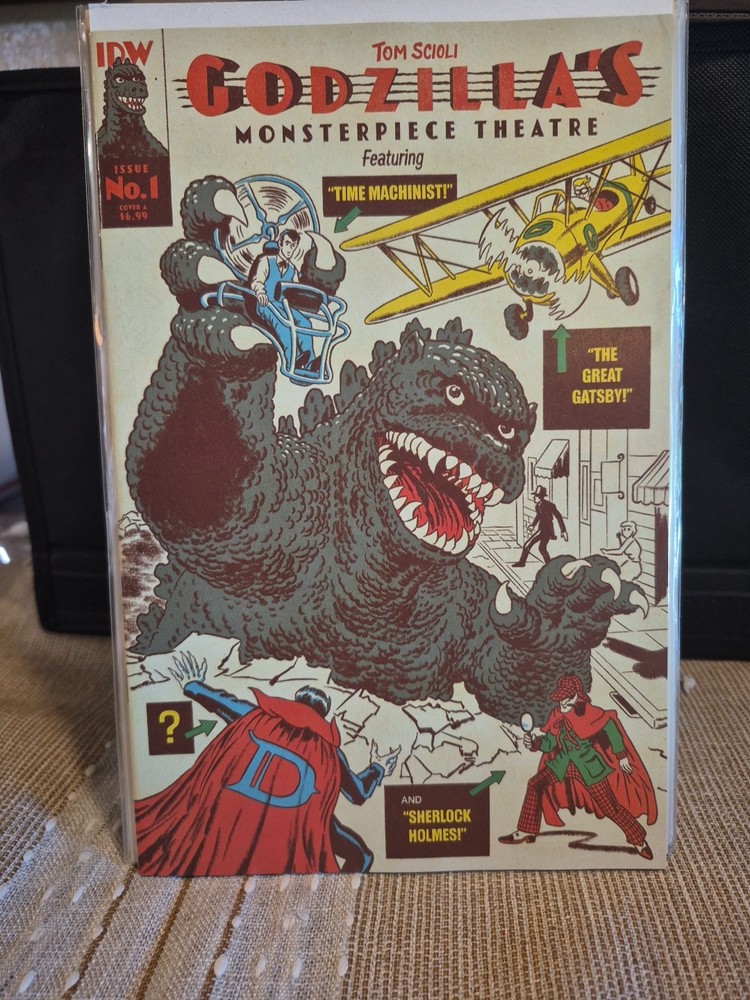 IDW
ISSUE
No.1
COVER A
$6.99
TOM SCIOLI
GODZILLA'S
MONSTERPIECE THEATRE
Featuring
"TIME MACHINIST!"
"THE
GREAT
GATSBY!"
?
D
AND
"SHERLOCK
HOLMES!"